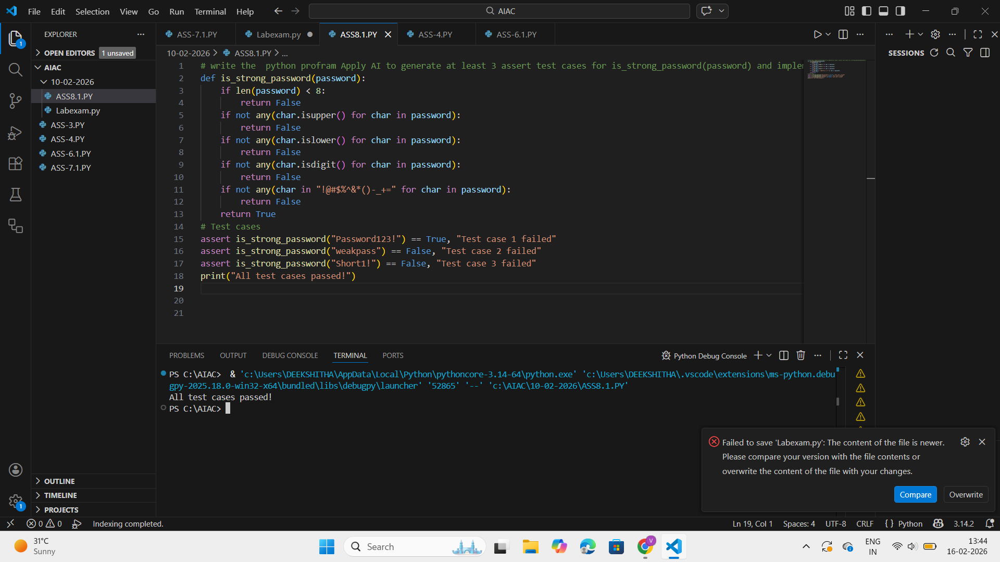 File Edit Selection View Go Run Terminal Help
AIAC
EXPLORER
OPEN EDITORS 1 unsaved
AIAC
10-02-2026
ASS8.1.PY
Labexam.py
ASS-3.PY
ASS-4.PY
ASS-6.1.PY
ASS-7.1.PY
OUTLINE
TIMELINE
PROJECTS
1
1
ASS-7.1.PY Labexam.py ASS8.1.PY ASS-4.PY ASS-6.1.PY
10-02-2026 > ASS8.1.PY > ...
1 # write the  python profram Apply AI to generate at least 3 assert test cases for is_strong_password(password) and implem
2 def is_strong_password(password):
3     if len(password) < 8:
4         return False
5     if not any(char.isupper() for char in password):
6         return False
7     if not any(char.islower() for char in password):
8         return False
9     if not any(char.isdigit() for char in password):
10         return False
11     if not any(char in "!@#$%^&*()-_+=" for char in password):
12         return False
13     return True
14 # Test cases
15 assert is_strong_password("Password123!") == True, "Test case 1 failed"
16 assert is_strong_password("weakpass") == False, "Test case 2 failed"
17 assert is_strong_password("Short1!") == False, "Test case 3 failed"
18 print("All test cases passed!")
19
20
21
SESSIONS
PROBLEMS OUTPUT DEBUG CONSOLE TERMINAL PORTS
Python Debug Console
PS C:\AIAC>  & 'c:\Users\DEEKSHITHA\AppData\Local\Python\pythoncore-3.14-64\python.exe' 'c:\Users\DEEKSHITHA\.vscode\extensions\ms-python.debu
gpy-2025.18.0-win32-x64\bundled\libs\debugpy\launcher' '52865' '--' 'c:\AIAC\10-02-2026\ASS8.1.PY'
All test cases passed!
PS C:\AIAC>
Failed to save 'Labexam.py': The content of the file is newer.
Please compare your version with the file contents or
overwrite the content of the file with your changes.
Compare Overwrite
0 0 Indexing completed.
Ln 19, Col 1 Spaces: 4 UTF-8 CRLF {} Python 3.14.2
31°C
Sunny
Search
V
ENG
IN
13:44
16-02-2026